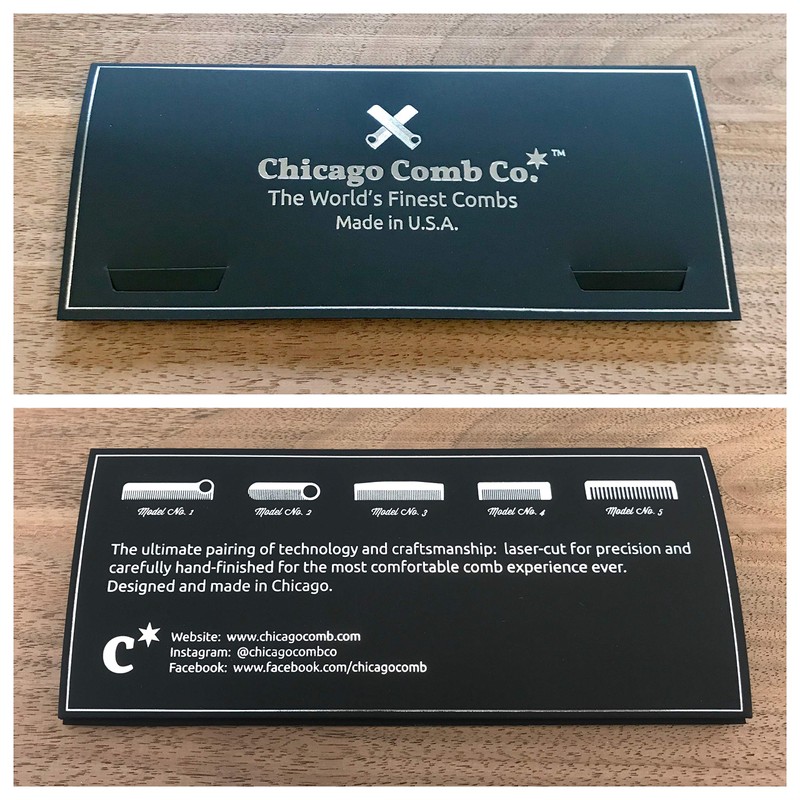 Chicago Comb Co.™
The World's Finest Combs
Made in U.S.A.
Model No. 1 Model No. 2 Model No. 3 Model No. 4 Model No. 5
The ultimate pairing of technology and craftsmanship: laser-cut for precision and
carefully hand-finished for the most comfortable comb experience ever.
Designed and made in Chicago.
C*
Website: www.chicagocomb.com
Instagram: @chicagocombco
Facebook: www.facebook.com/chicagocomb